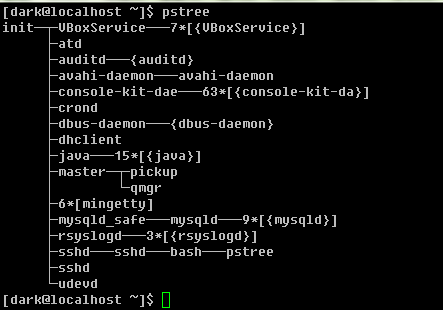 [dark@localhost ~]$ pstree
init─┬─VBoxService───7*[{VBoxService}]
     ├─atd
     ├─auditd───{auditd}
     ├─avahi-daemon───avahi-daemon
     ├─console-kit-dae───63*[{console-kit-da}]
     ├─crond
     ├─dbus-daemon───{dbus-daemon}
     ├─dhclient
     ├─java───15*[{java}]
     ├─master─┬─pickup
     │        └─qmgr
     ├─6*[mingetty]
     ├─mysqld_safe───mysqld───9*[{mysqld}]
     ├─rsyslogd───3*[{rsyslogd}]
     ├─sshd───sshd───bash───pstree
     ├─sshd
     └─udevd
[dark@localhost ~]$